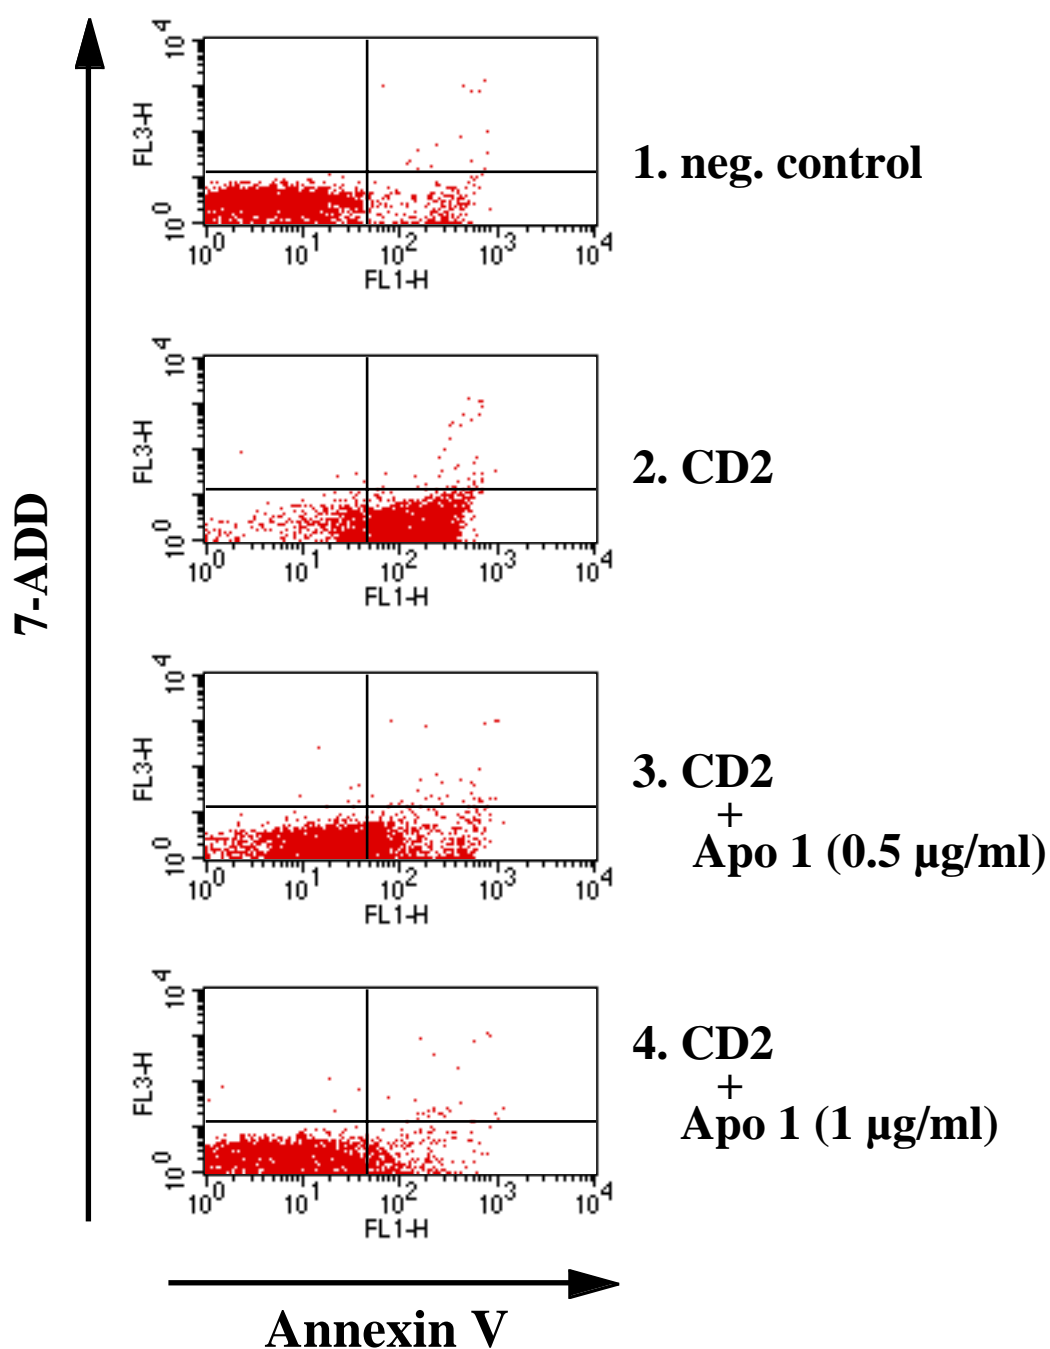 7-ADD
10^4
FL3-H
10^0
10^0 10^1 10^2 10^3 10^4
FL1-H
1. neg. control
10^4
FL3-H
10^0
10^0 10^1 10^2 10^3 10^4
FL1-H
2. CD2
10^4
FL3-H
10^0
10^0 10^1 10^2 10^3 10^4
FL1-H
3. CD2
+
Apo 1 (0.5 µg/ml)
10^4
FL3-H
10^0
10^0 10^1 10^2 10^3 10^4
FL1-H
4. CD2
+
Apo 1 (1 µg/ml)
Annexin V